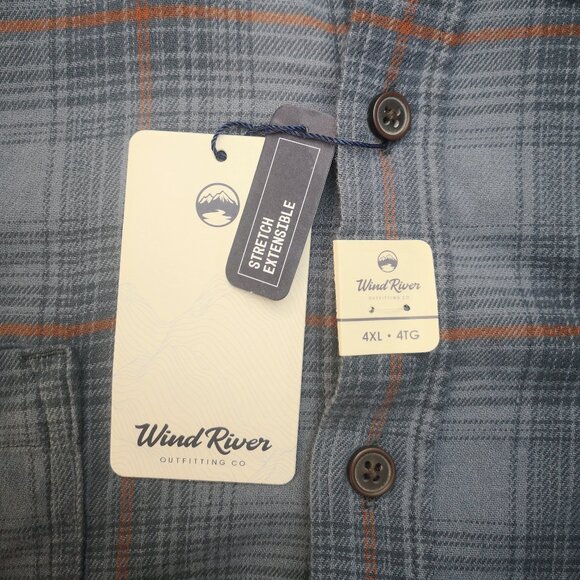 STRETCH
EXTENSIBLE
Wind River
OUTFITTING CO
Wind River
OUTFITTING CO
4XL • 4TG